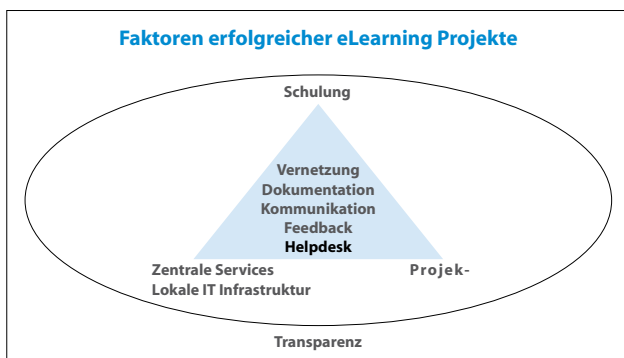 Faktoren erfolgreicher eLearning Projekte
Schulung
Vernetzung
Dokumentation
Kommunikation
Feedback
Helpdesk
Zentrale Services
Lokale IT Infrastruktur
Projek-
Transparenz